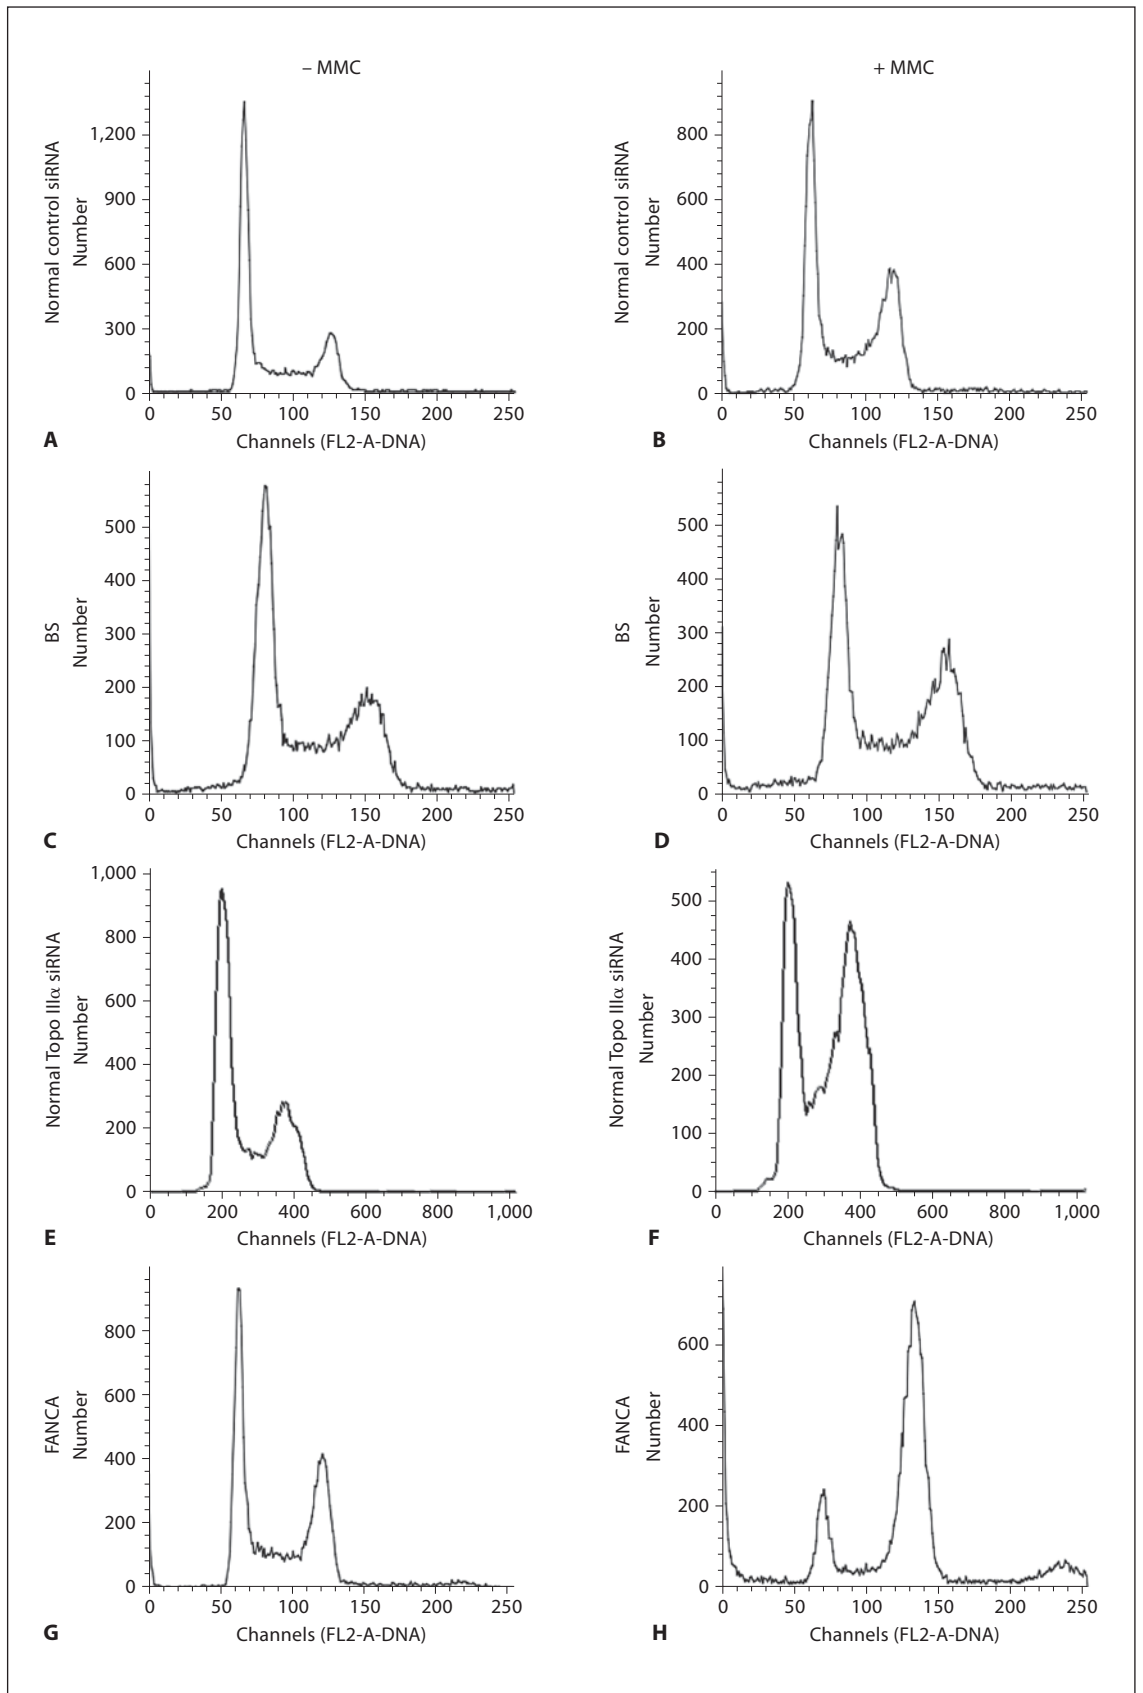 – MMC
+ MMC
Normal control siRNA
Number
1,200
900
600
300
0
0 50 100 150 200 250
Channels (FL2-A-DNA)
A
Normal control siRNA
Number
800
600
400
200
0
0 50 100 150 200 250
Channels (FL2-A-DNA)
B
BS
Number
500
400
300
200
100
0
0 50 100 150 200 250
Channels (FL2-A-DNA)
C
BS
Number
500
400
300
200
100
0
0 50 100 150 200 250
Channels (FL2-A-DNA)
D
Normal Topo IIIα siRNA
Number
1,000
800
600
400
200
0
0 200 400 600 800 1,000
Channels (FL2-A-DNA)
E
Normal Topo IIIα siRNA
Number
500
400
300
200
100
0
0 200 400 600 800 1,000
Channels (FL2-A-DNA)
F
FANCA
Number
800
600
400
200
0
0 50 100 150 200 250
Channels (FL2-A-DNA)
G
FANCA
Number
600
400
200
0
0 50 100 150 200 250
Channels (FL2-A-DNA)
H